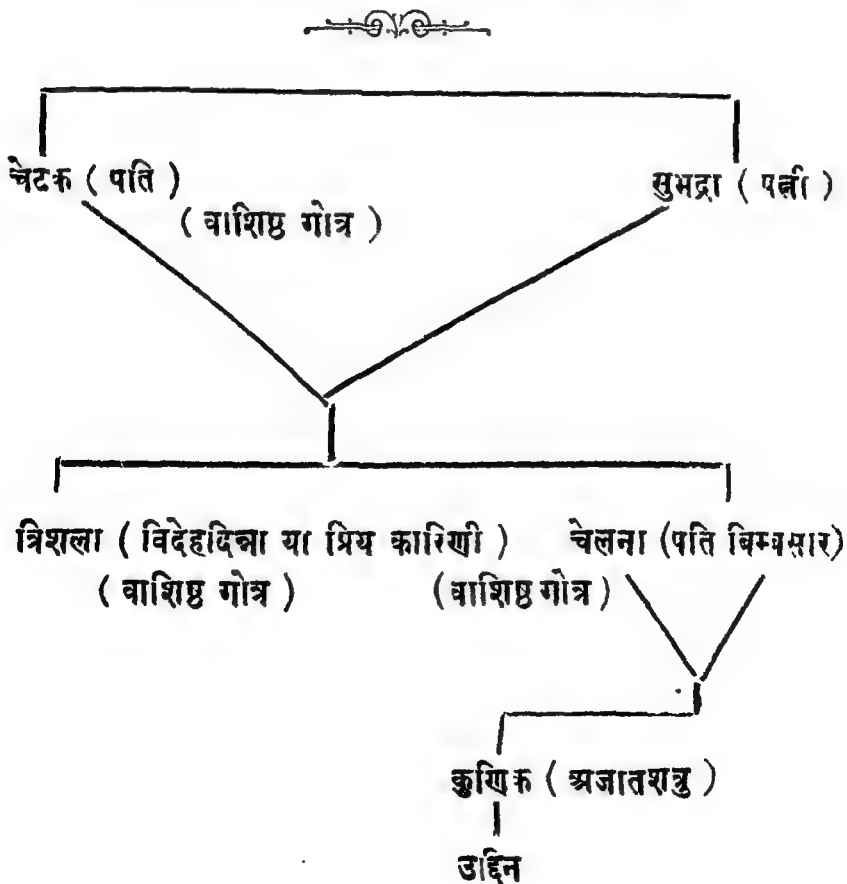 चेटक ( पति ) सुभद्रा ( पत्नी )
( वाशिष्ठ गोत्र )
त्रिशला ( विदेहदिन्ना या प्रिय कारिणी ) चेलना (पति बिम्बसार)
( वाशिष्ठ गोत्र ) (वाशिष्ठ गोत्र )
कुणिक ( अजातशत्रु )
उद्दिन